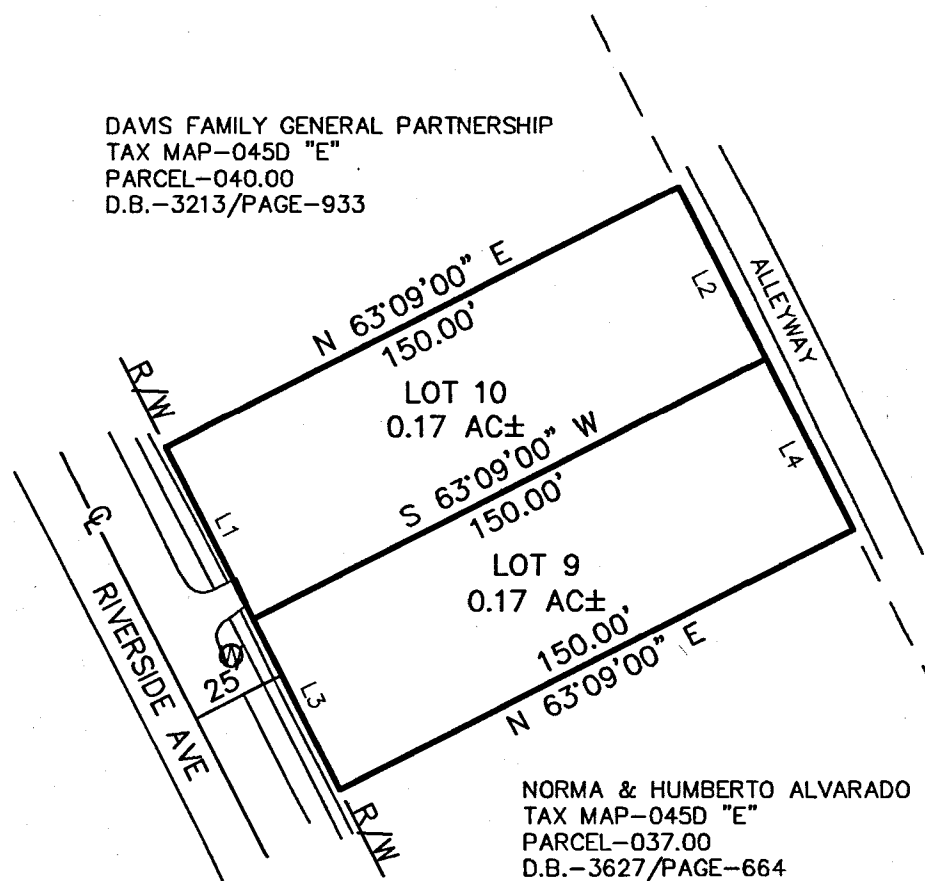 DAVIS FAMILY GENERAL PARTNERSHIP
TAX MAP-045D "E"
PARCEL-040.00
D.B.-3213/PAGE-933
N 63°09'00" E
150.00'
L2
ALLEYWAY
R/W
LOT 10
0.17 AC±
L1
S 63°09'00" W
150.00'
L4
℄
RIVERSIDE AVE
LOT 9
0.17 AC±
W
25'
L3
150.00'
N 63°09'00" E
R/W
NORMA & HUMBERTO ALVARADO
TAX MAP-045D "E"
PARCEL-037.00
D.B.-3627/PAGE-664